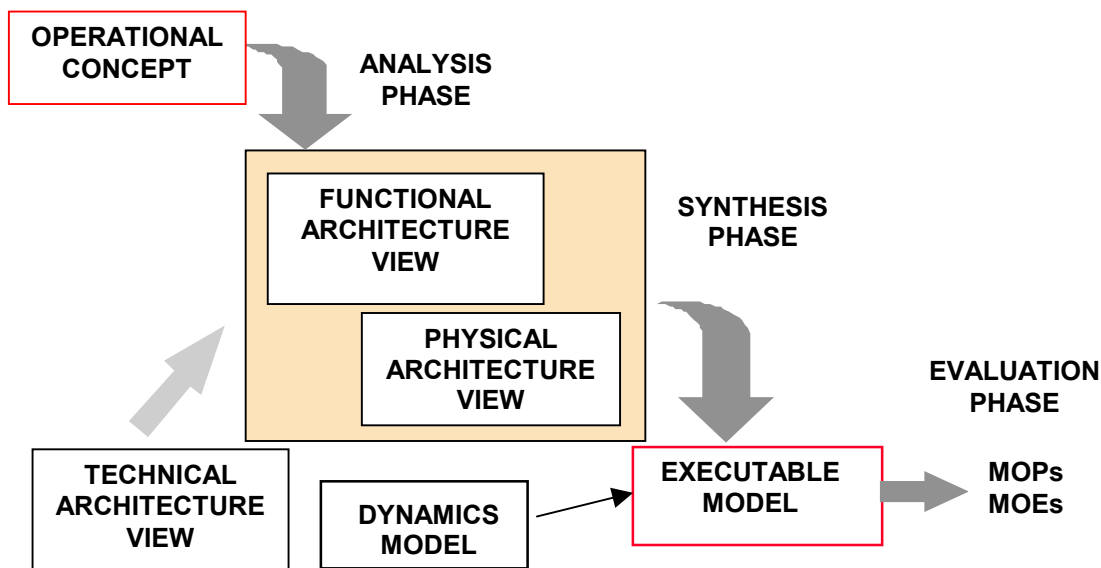 OPERATIONAL
CONCEPT
ANALYSIS
PHASE
FUNCTIONAL
ARCHITECTURE
VIEW
SYNTHESIS
PHASE
PHYSICAL
ARCHITECTURE
VIEW
EVALUATION
PHASE
TECHNICAL
ARCHITECTURE
VIEW
DYNAMICS
MODEL
EXECUTABLE
MODEL
MOPs
MOEs